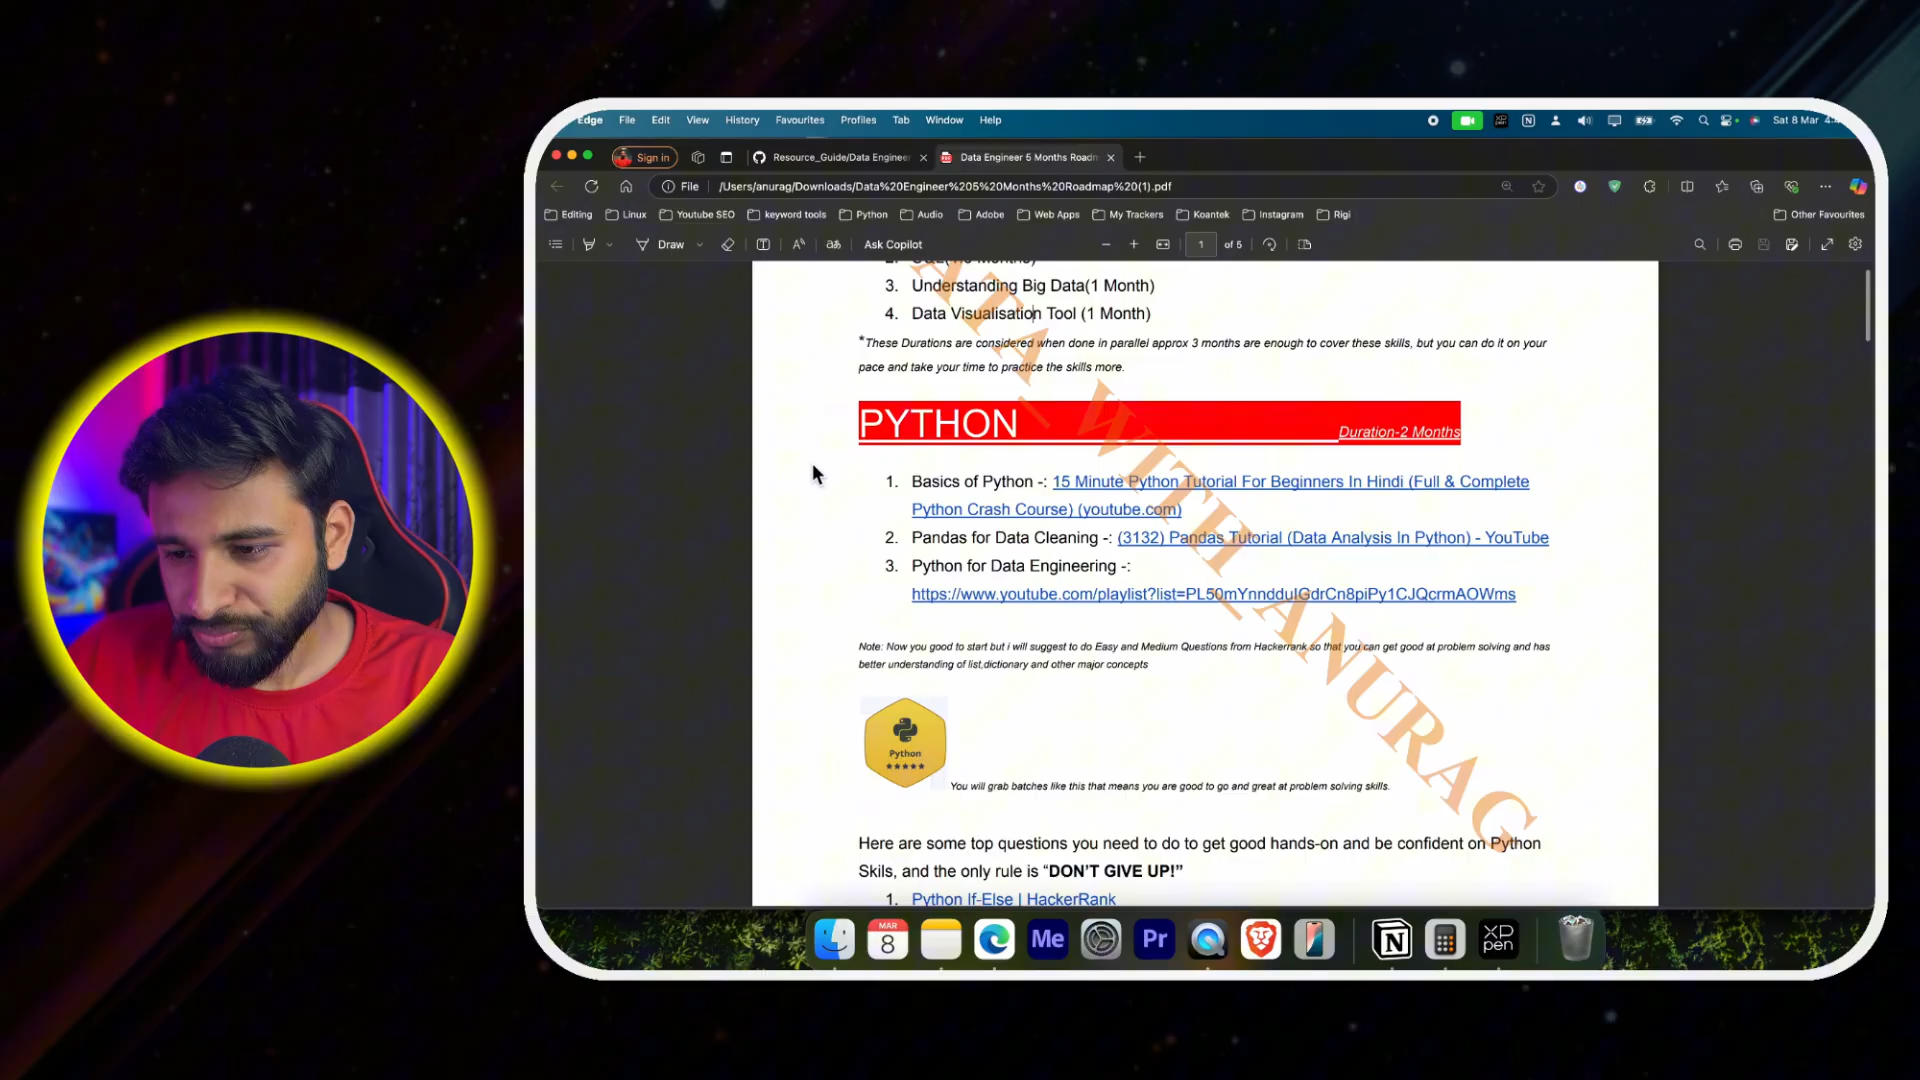 Edge File Edit View History Favourites Profiles Tab Window Help
Sat 8 Mar
Sign in
Resource_Guide/Data Engineer
Data Engineer 5 Months Roadm
File /Users/anurag/Downloads/Data%20Engineer%205%20Months%20Roadmap%20(1).pdf
Editing Linux Youtube SEO keyword tools Python Audio Adobe Web Apps My Trackers Koantek Instagram Rigi Other Favourites
Draw Ask Copilot 1 of 5
3. Understanding Big Data(1 Month)
4. Data Visualisation Tool (1 Month)
*These Durations are considered when done in parallel approx 3 months are enough to cover these skills, but you can do it on your
pace and take your time to practice the skills more.
PYTHON Duration-2 Months
1. Basics of Python -: 15 Minute Python Tutorial For Beginners In Hindi (Full & Complete
Python Crash Course) (youtube.com)
2. Pandas for Data Cleaning -: (3132) Pandas Tutorial (Data Analysis In Python) - YouTube
3. Python for Data Engineering -:
Note: Now you good to start but i will suggest to do Easy and Medium Questions from Hackerrank so that you can get good at problem solving and has
better understanding of list,dictionary and other major concepts
Python
You will grab batches like this that means you are good to go and great at problem solving skills.
Here are some top questions you need to do to get good hands-on and be confident on Python
Skils, and the only rule is “DON'T GIVE UP!”
1. Python If-Else | HackerRank
ATA_WITH_ANURAG
MAR
8
Me
Pr
N
XP
pen